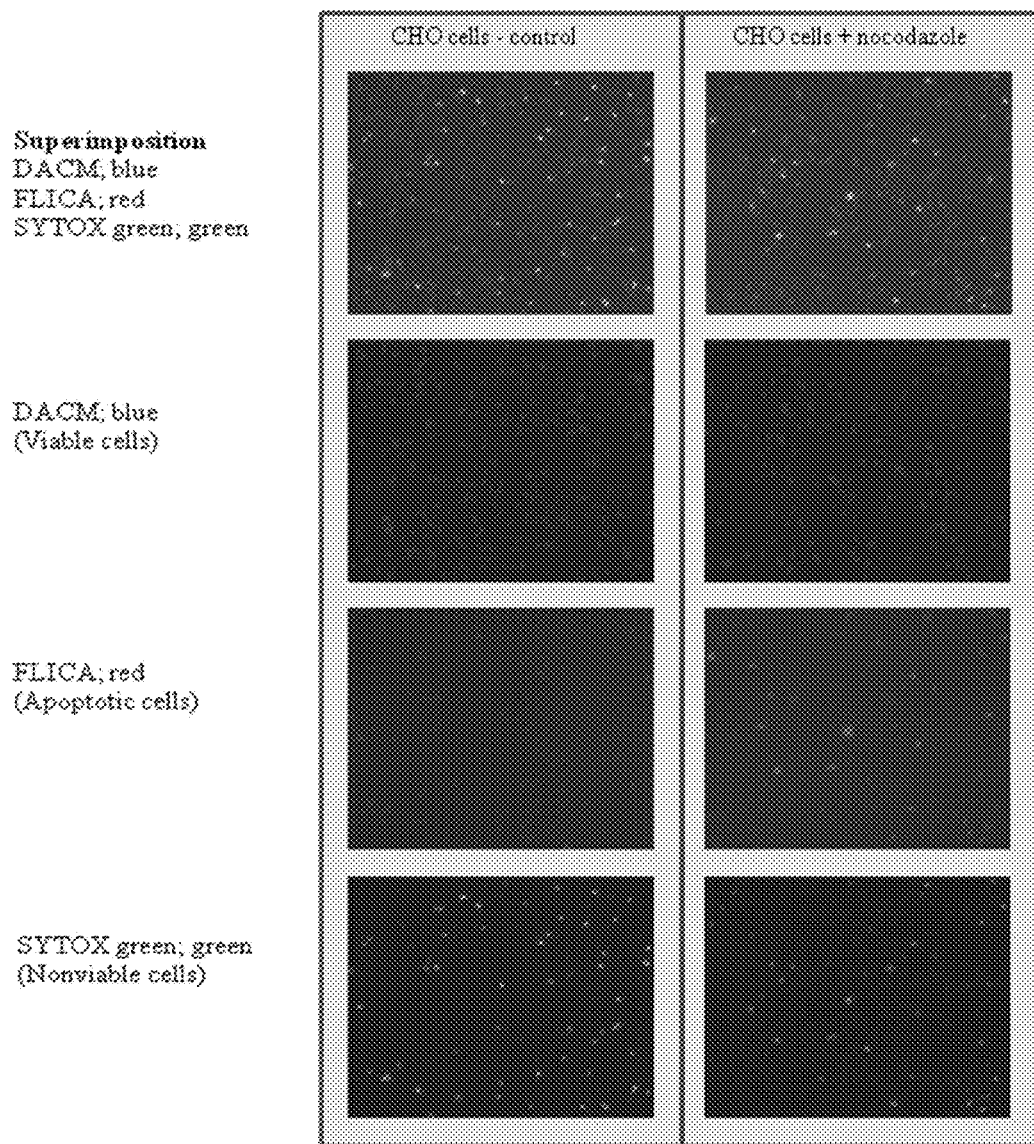 CHO cells - control
CHO cells + nocodazole
Superimposition
DACM; blue
FLICA; red
SYTOX green; green
DACM; blue
(Viable cells)
FLICA; red
(Apoptotic cells)
SYTOX green; green
(Nonviable cells)